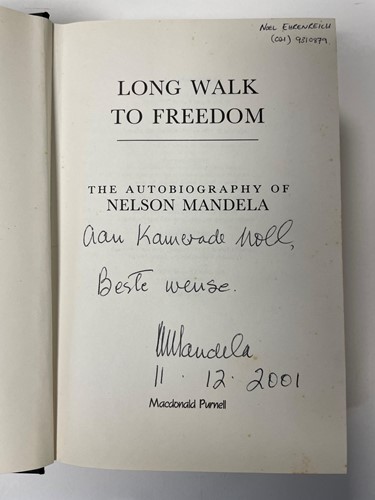 NOEL EHRENREICH
(021) 9510879
LONG WALK
TO FREEDOM
THE AUTOBIOGRAPHY OF
NELSON MANDELA
Aan Kamerade Noll,
Beste wense.
NMandela
11 · 12 · 2001
Macdonald Purnell